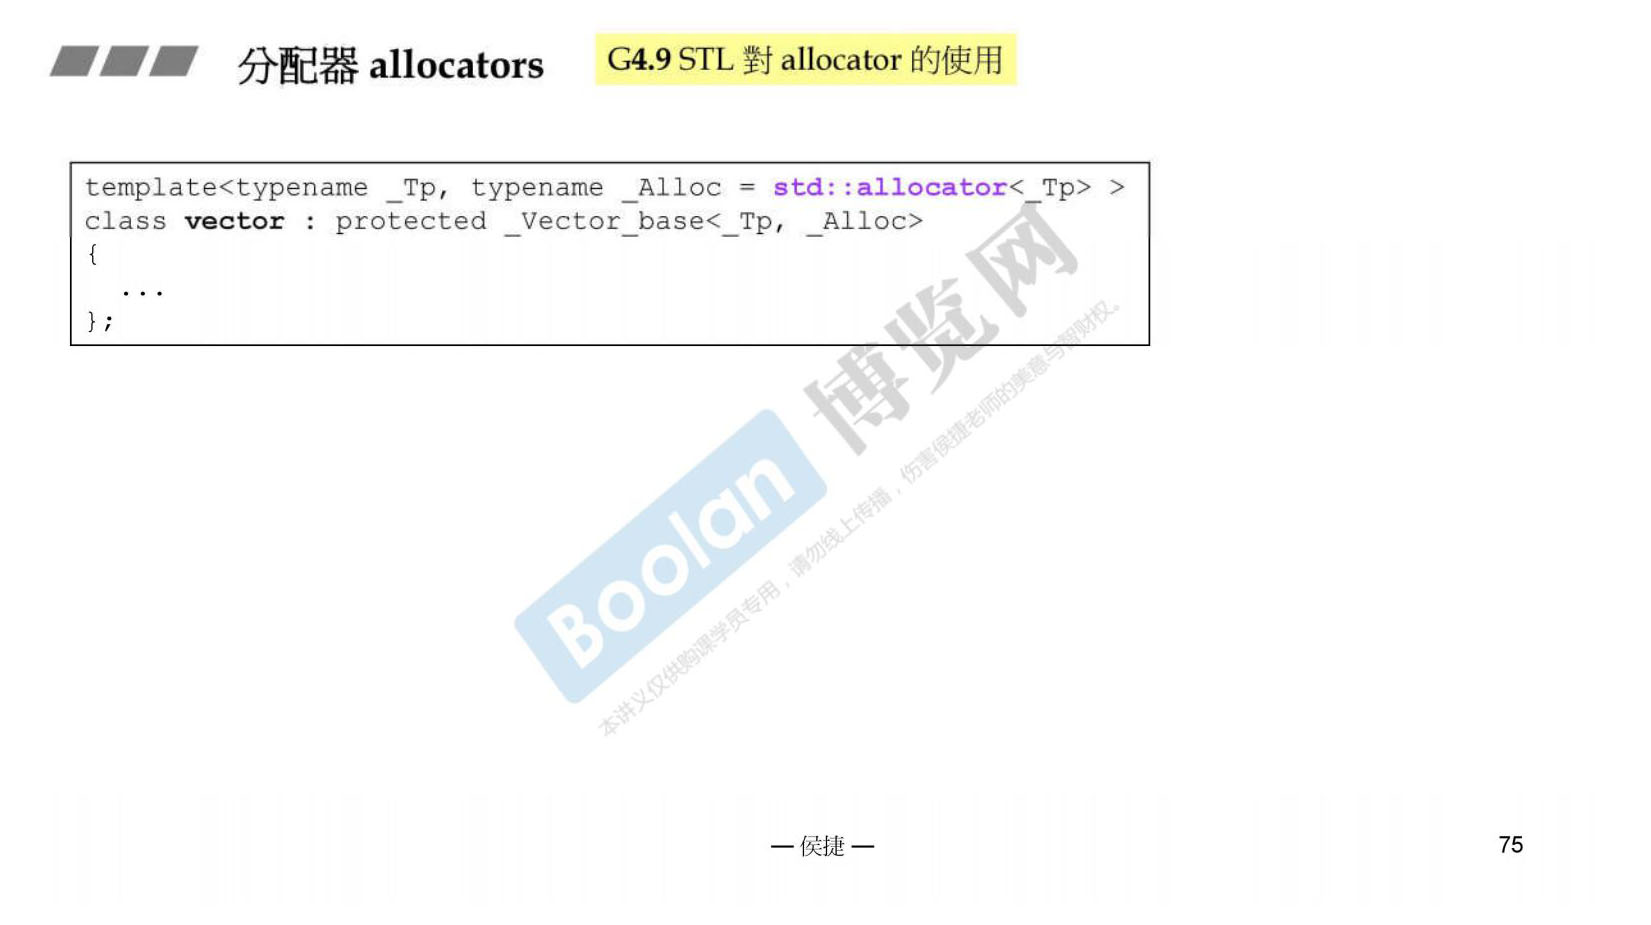 分配器 allocators
G4.9 STL 對 allocator 的使用
template<typename _Tp, typename _Alloc = std::allocator<_Tp> >
class vector : protected _Vector_base<_Tp, _Alloc>
{
...
};
Boolan 博览网
本讲义仅供购课学员专用，请勿线上传播，伤害侯捷老师的美意与智财权。
— 侯捷 —
75